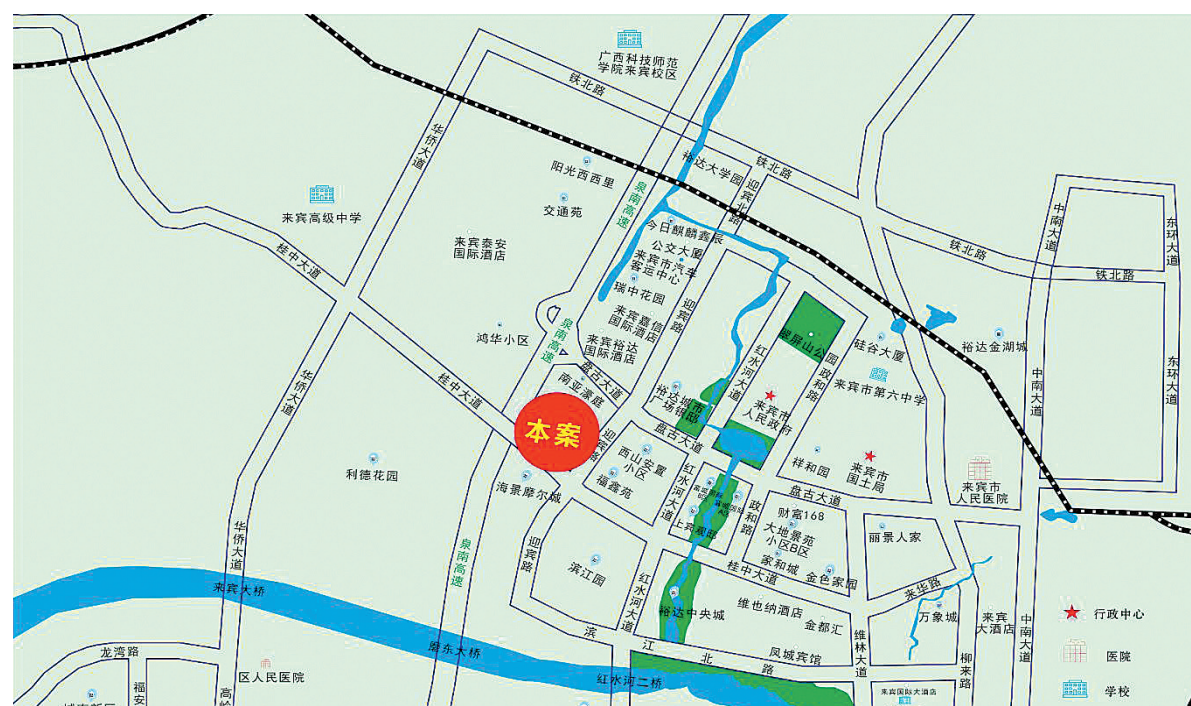 广西科技师范
学院来宾校区
铁北路
华侨大道
铁北路
裕达大学园
迎宾北路
阳光西西里
泉南高速
来宾高级中学
交通苑
中南大道
东环大道
今日麒麟鑫辰
公交大厦
来宾泰安
国际酒店
桂中大道
来宾市汽车
客运中心
铁北路
铁北路
瑞中花园
迎宾路
来宾嘉信
国际酒店
泉南高速
鸿华小区
来宾裕达
国际酒店
翠屏山公园
硅谷大厦
裕达金湖城
红水河大道
政和路
来宾市第六中学
华侨大道
桂中大道
盘古大道
南亚濠庭
裕达城市
广场银邸
来宾市
人民政府
中南大道
东环大道
本案
迎宾路
盘古大道
西山安置
小区
祥和园
来宾市
国土局
利德花园
海景摩尔城
福鑫苑
红水河大道
来宾市
人民医院
盘古大道
政和路
财富168
上宾观邸
大地景苑
小区B区
丽景人家
华侨大道
泉南高速
迎宾路
家和城
金色家园
滨江园
桂中大道
红水河大道
来华路
来宾大桥
裕达中央城
维也纳酒店
金都汇
万象城
来宾
大酒店
中南大道
行政中心
滨江北路
维林大道
龙湾路
磨东大桥
凤城宾馆
柳来路
医院
区人民医院
红水河二桥
福安
高岭
来宾国际大酒店
学校